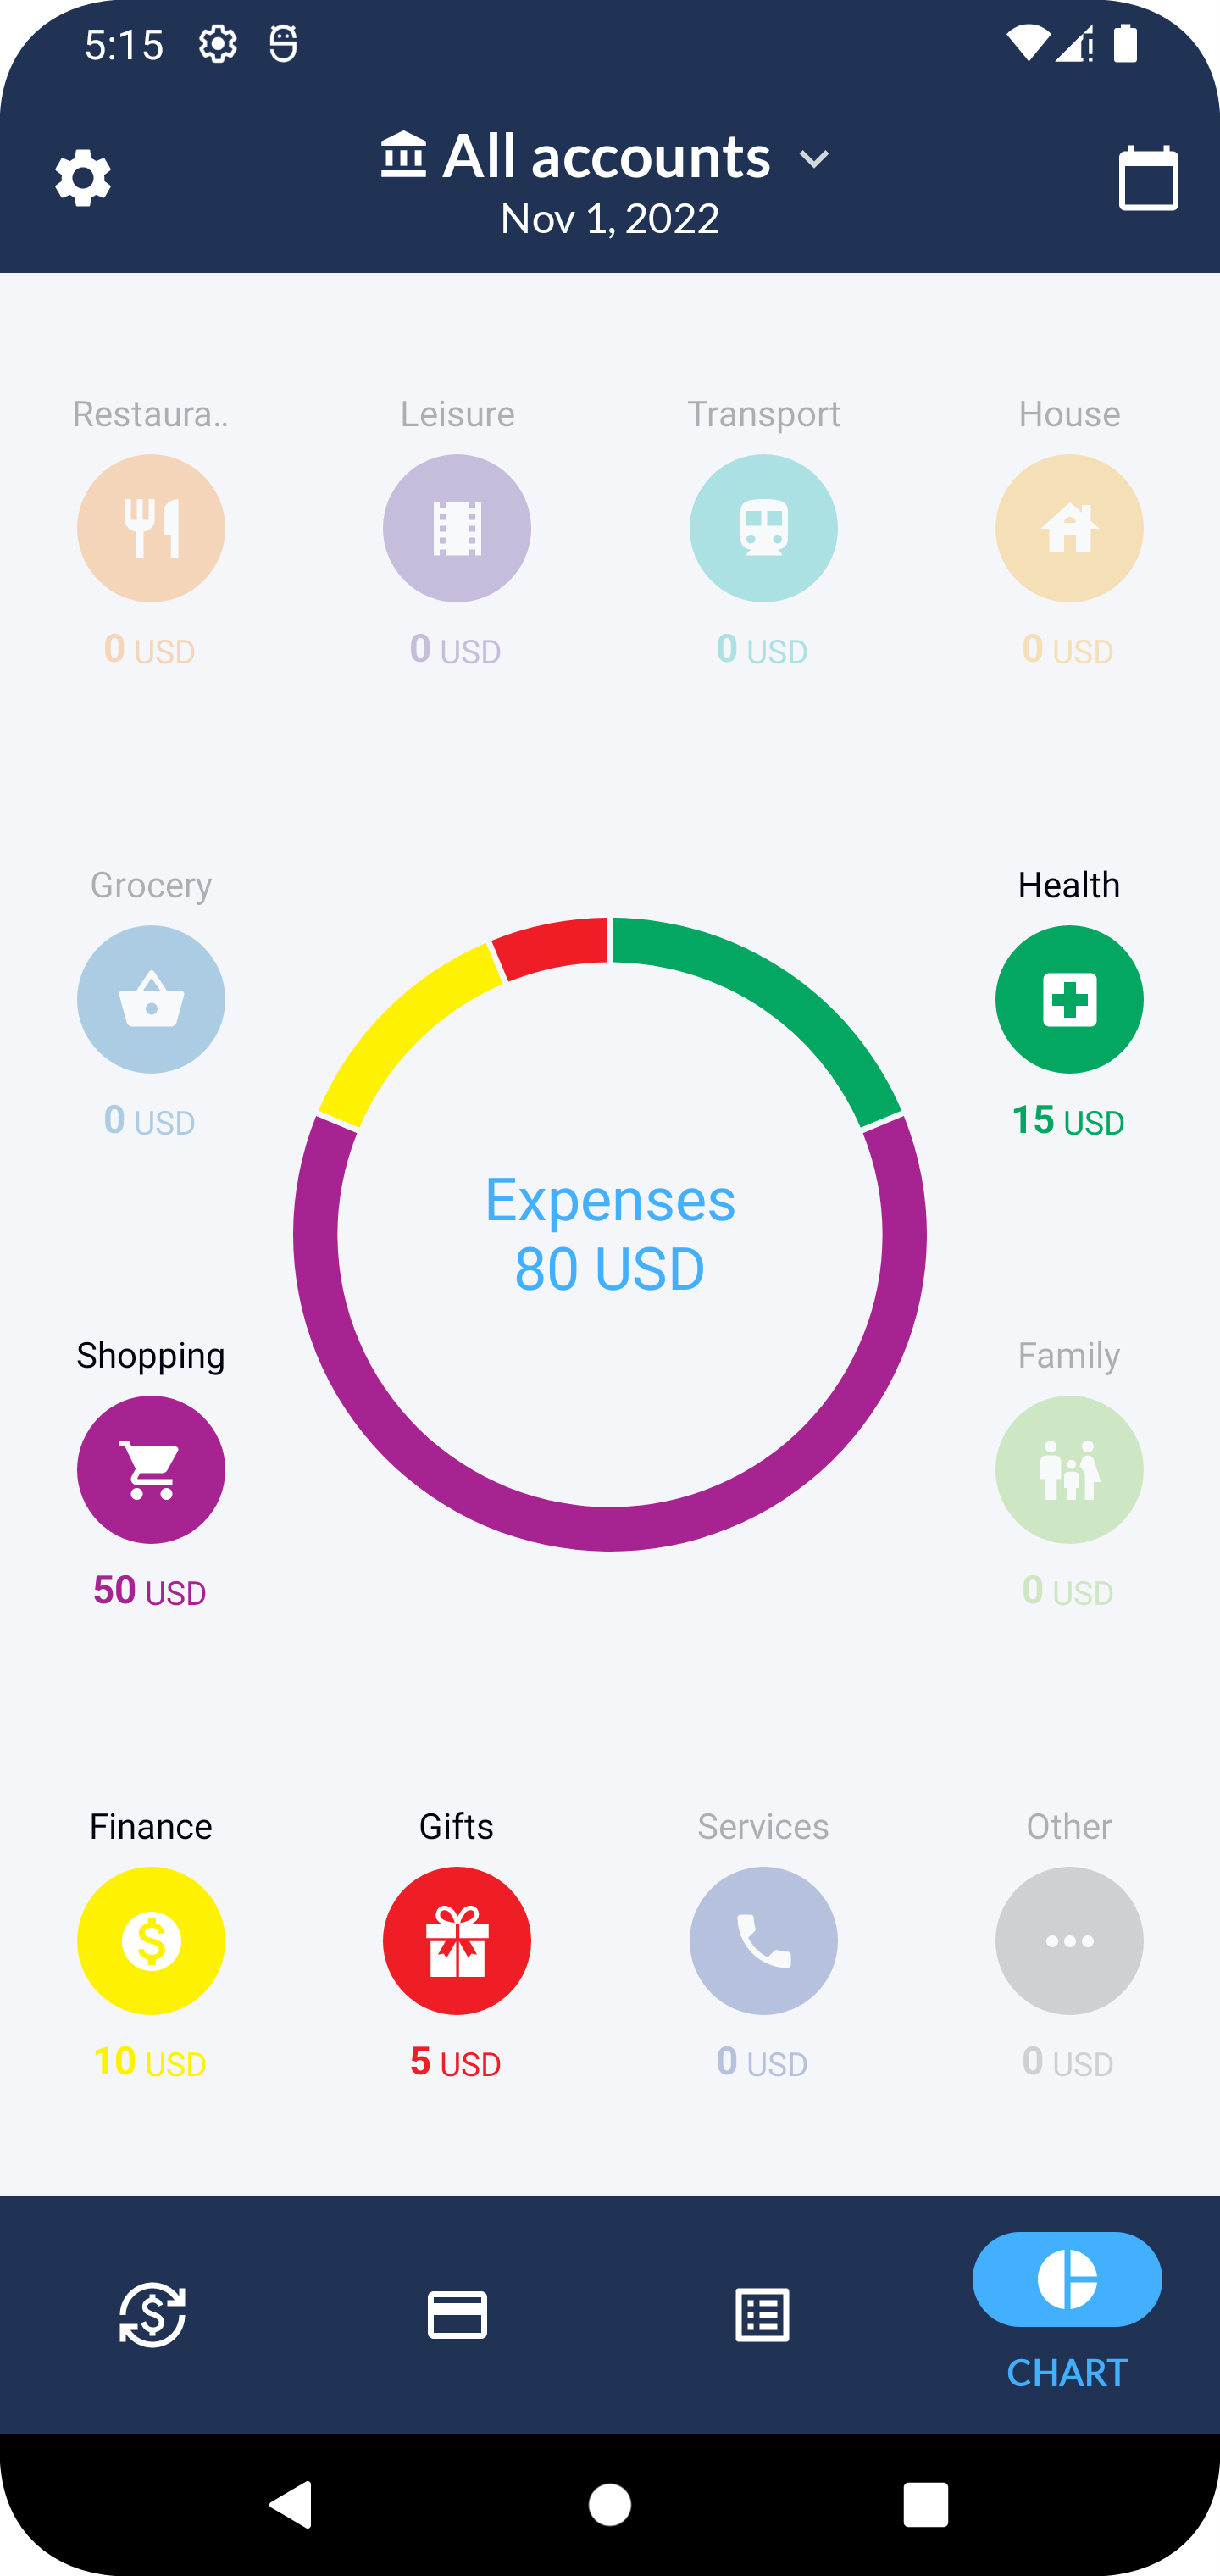 5:15
All accounts
Nov 1, 2022
Restaura..
Leisure
Transport
House
0 USD
0 USD
0 USD
0 USD
Grocery
Health
0 USD
15 USD
Expenses
80 USD
Shopping
Family
50 USD
0 USD
Finance
Gifts
Services
Other
10 USD
5 USD
0 USD
0 USD
CHART